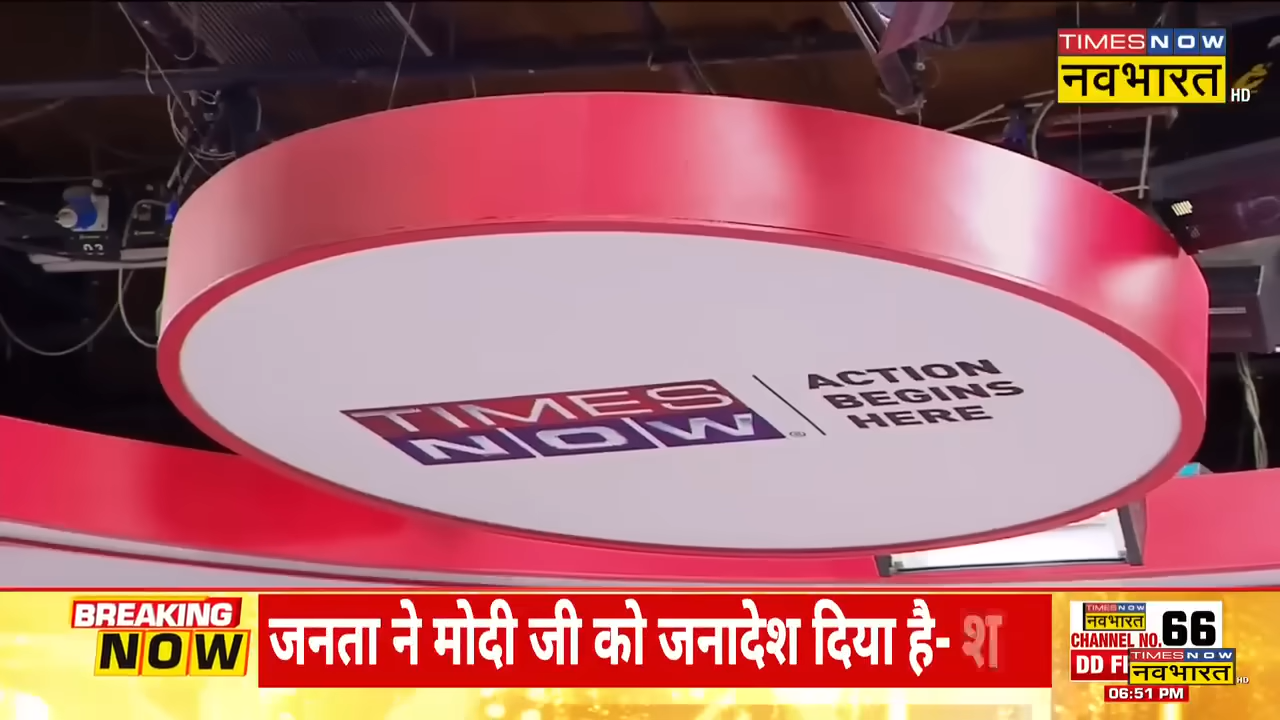 TIMES NOW
नवभारत
HD
TIMES
NOW
ACTION
BEGINS
HERE
BREAKING
NOW
जनता ने मोदी जी को जनादेश दिया है-
TIMES NOW
नवभारत
CHANNEL NO. 66
DD
TIMES NOW
नवभारत
HD
06:51 PM